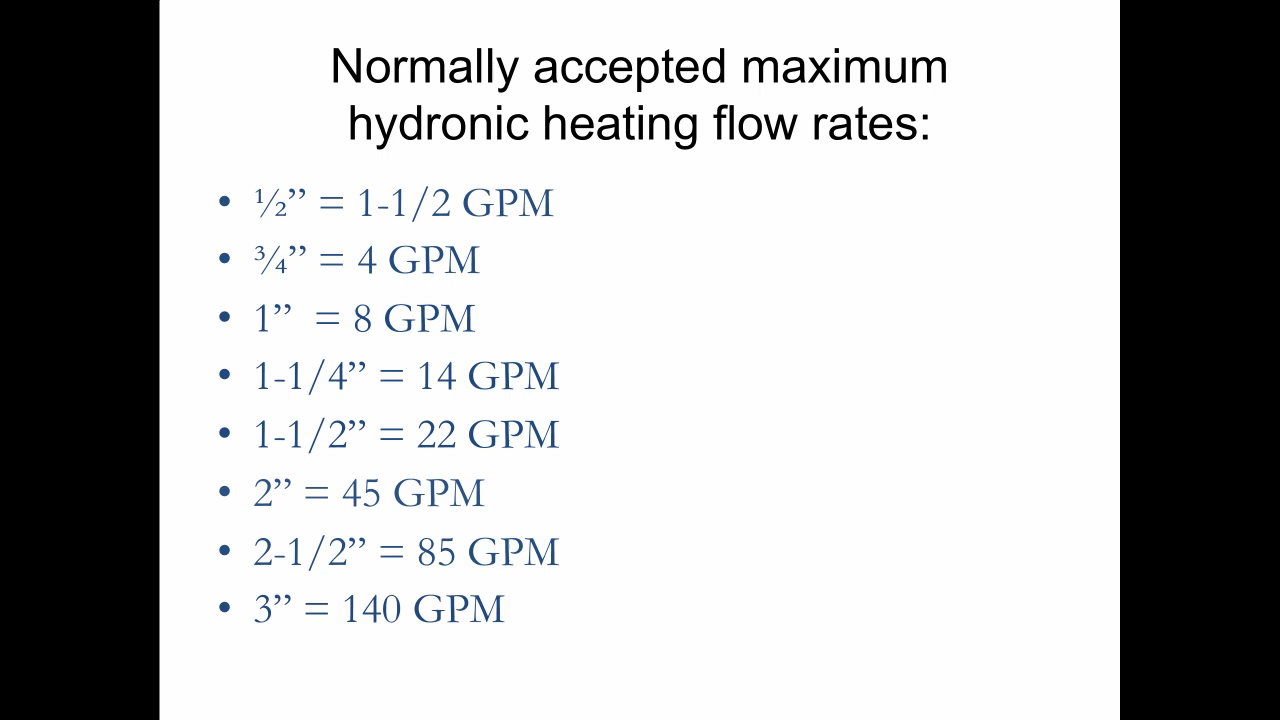 Normally accepted maximum
hydronic heating flow rates:
• ½” = 1-1/2 GPM
• ¾” = 4 GPM
• 1”  = 8 GPM
• 1-1/4” = 14 GPM
• 1-1/2” = 22 GPM
• 2” = 45 GPM
• 2-1/2” = 85 GPM
• 3” = 140 GPM